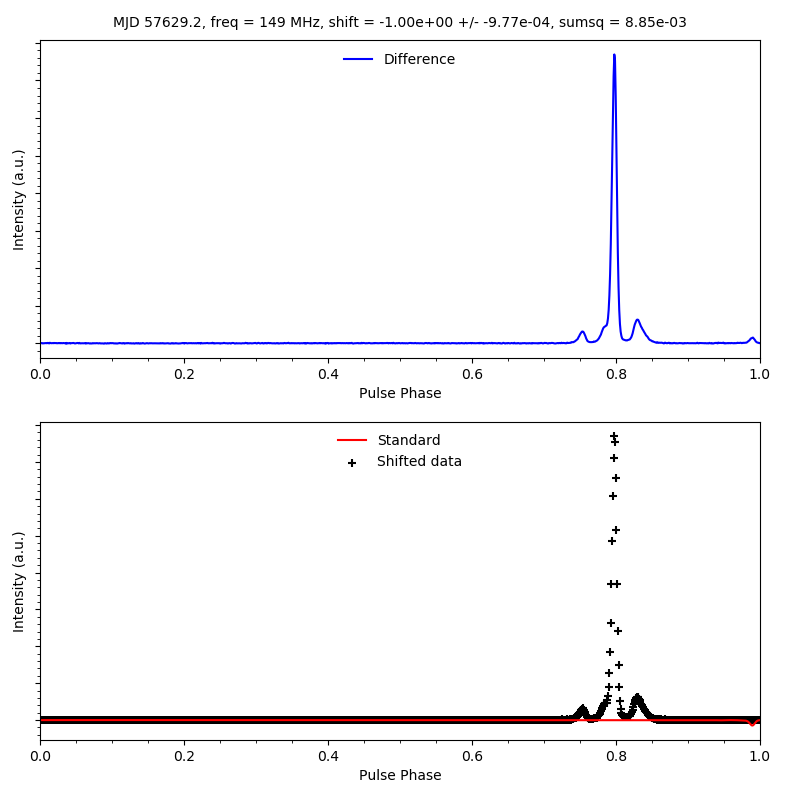 MJD 57629.2, freq = 149 MHz, shift = -1.00e+00 +/- -9.77e-04, sumsq = 8.85e-03
Difference
Intensity (a.u.)
0.0 0.2 0.4 0.6 0.8 1.0
Pulse Phase
Standard
Shifted data
Intensity (a.u.)
0.0 0.2 0.4 0.6 0.8 1.0
Pulse Phase